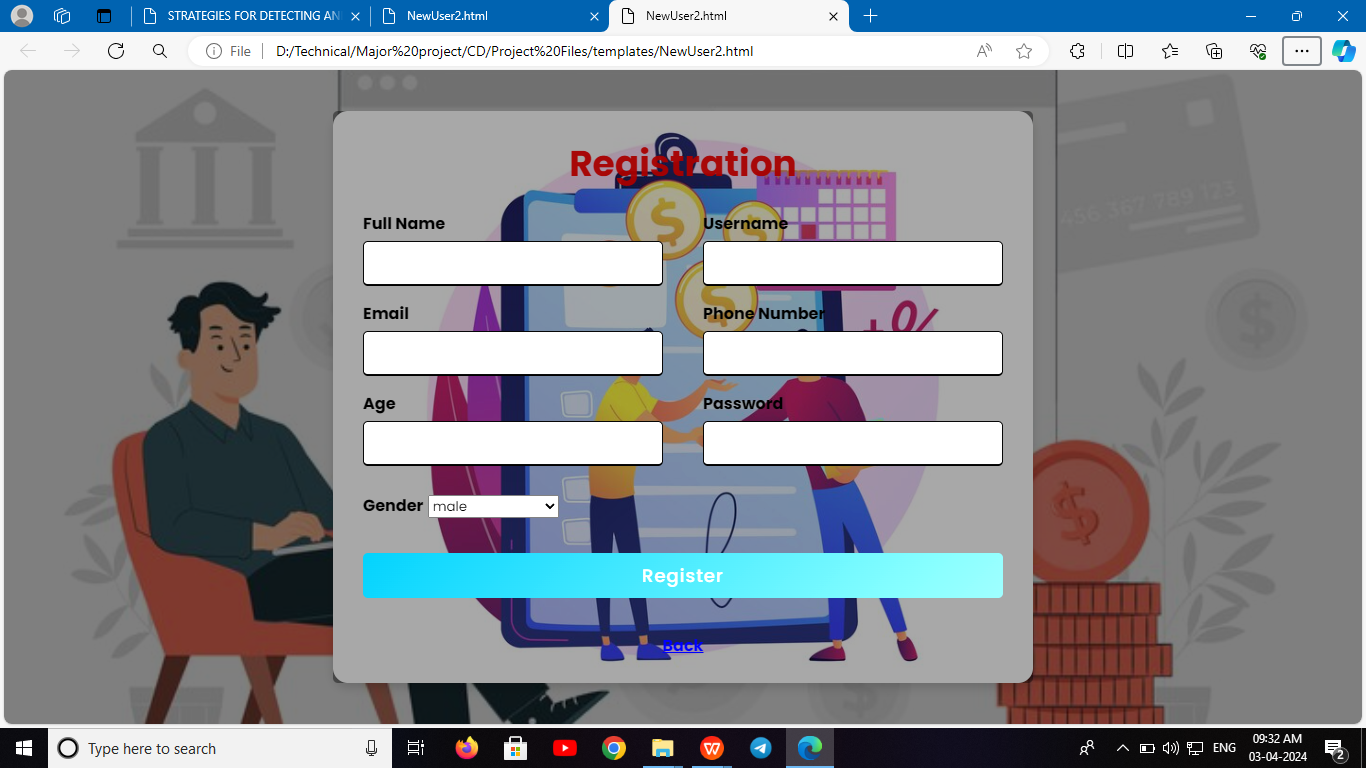 STRATEGIES FOR DETECTING AN
NewUser2.html
NewUser2.html
File
D:/Technical/Major%20project/CD/Project%20Files/templates/NewUser2.html
456 367 789 123
Registration
Full Name
Username
Email
Phone Number
Age
Password
Gender male
Register
Back
Type here to search
ENG
09:32 AM
03-04-2024
2